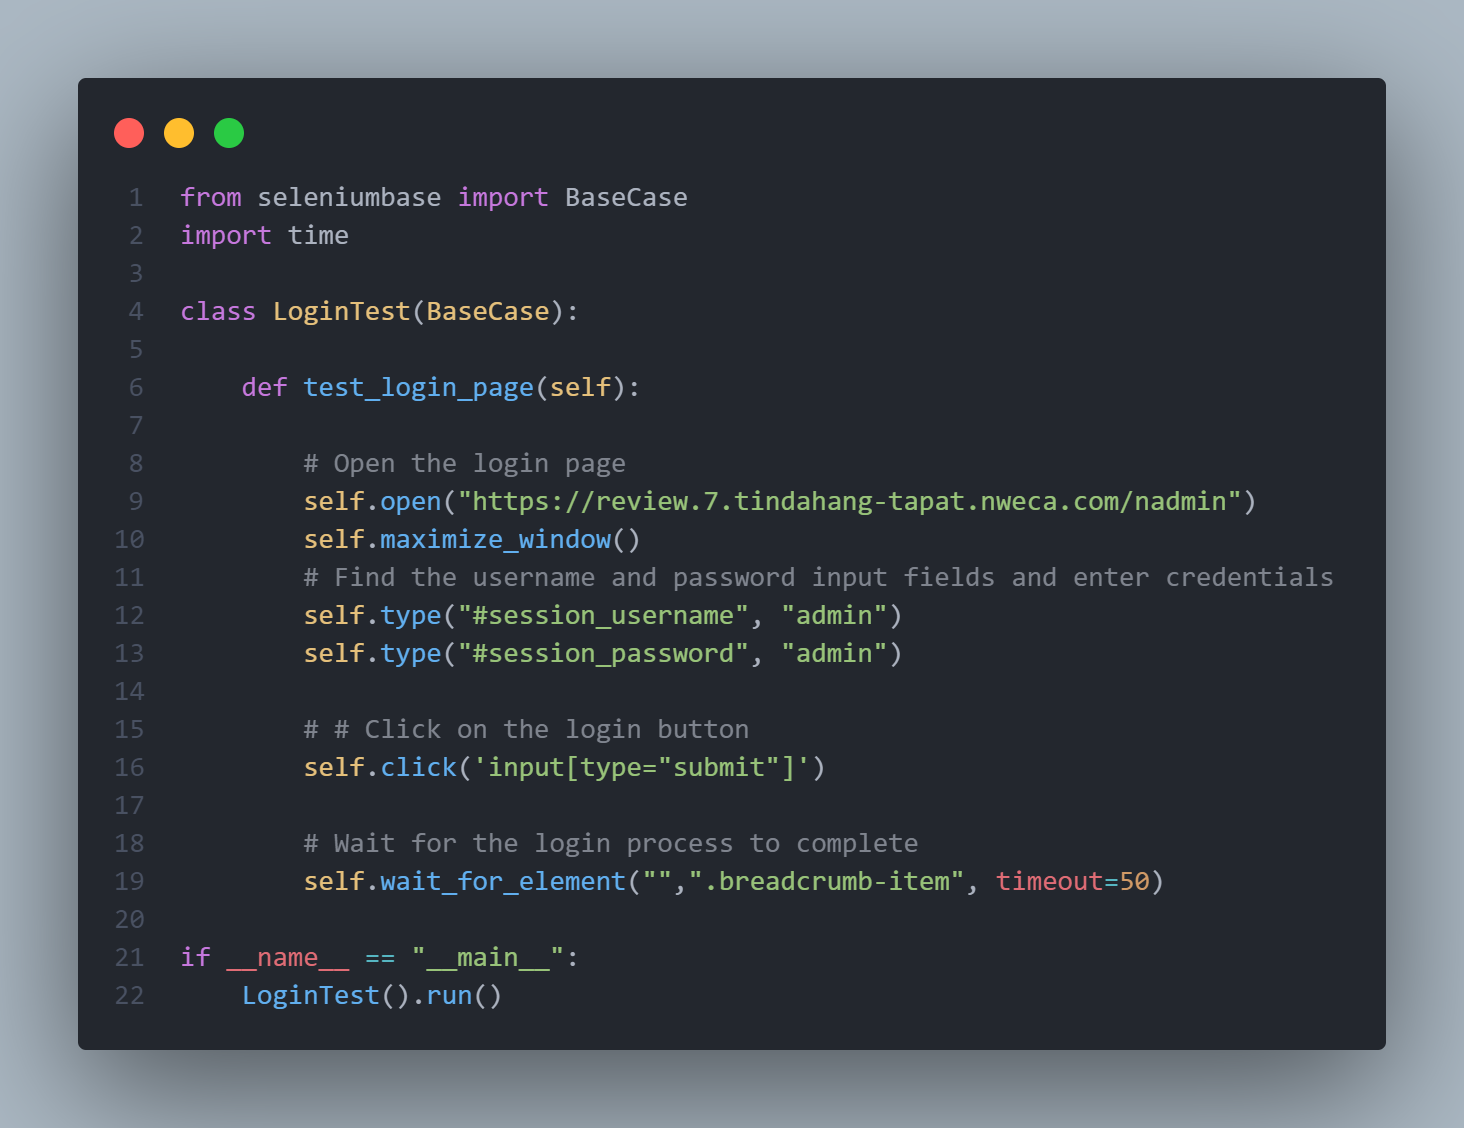 1 from seleniumbase import BaseCase
2 import time
3
4 class LoginTest(BaseCase):
5
6     def test_login_page(self):
7
8         # Open the login page
9         self.open("https://review.7.tindahang-tapat.nweca.com/nadmin")
10         self.maximize_window()
11         # Find the username and password input fields and enter credentials
12         self.type("#session_username", "admin")
13         self.type("#session_password", "admin")
14
15         # # Click on the login button
16         self.click('input[type="submit"]')
17
18         # Wait for the login process to complete
19         self.wait_for_element("",".breadcrumb-item", timeout=50)
20
21 if __name__ == "__main__":
22     LoginTest().run()